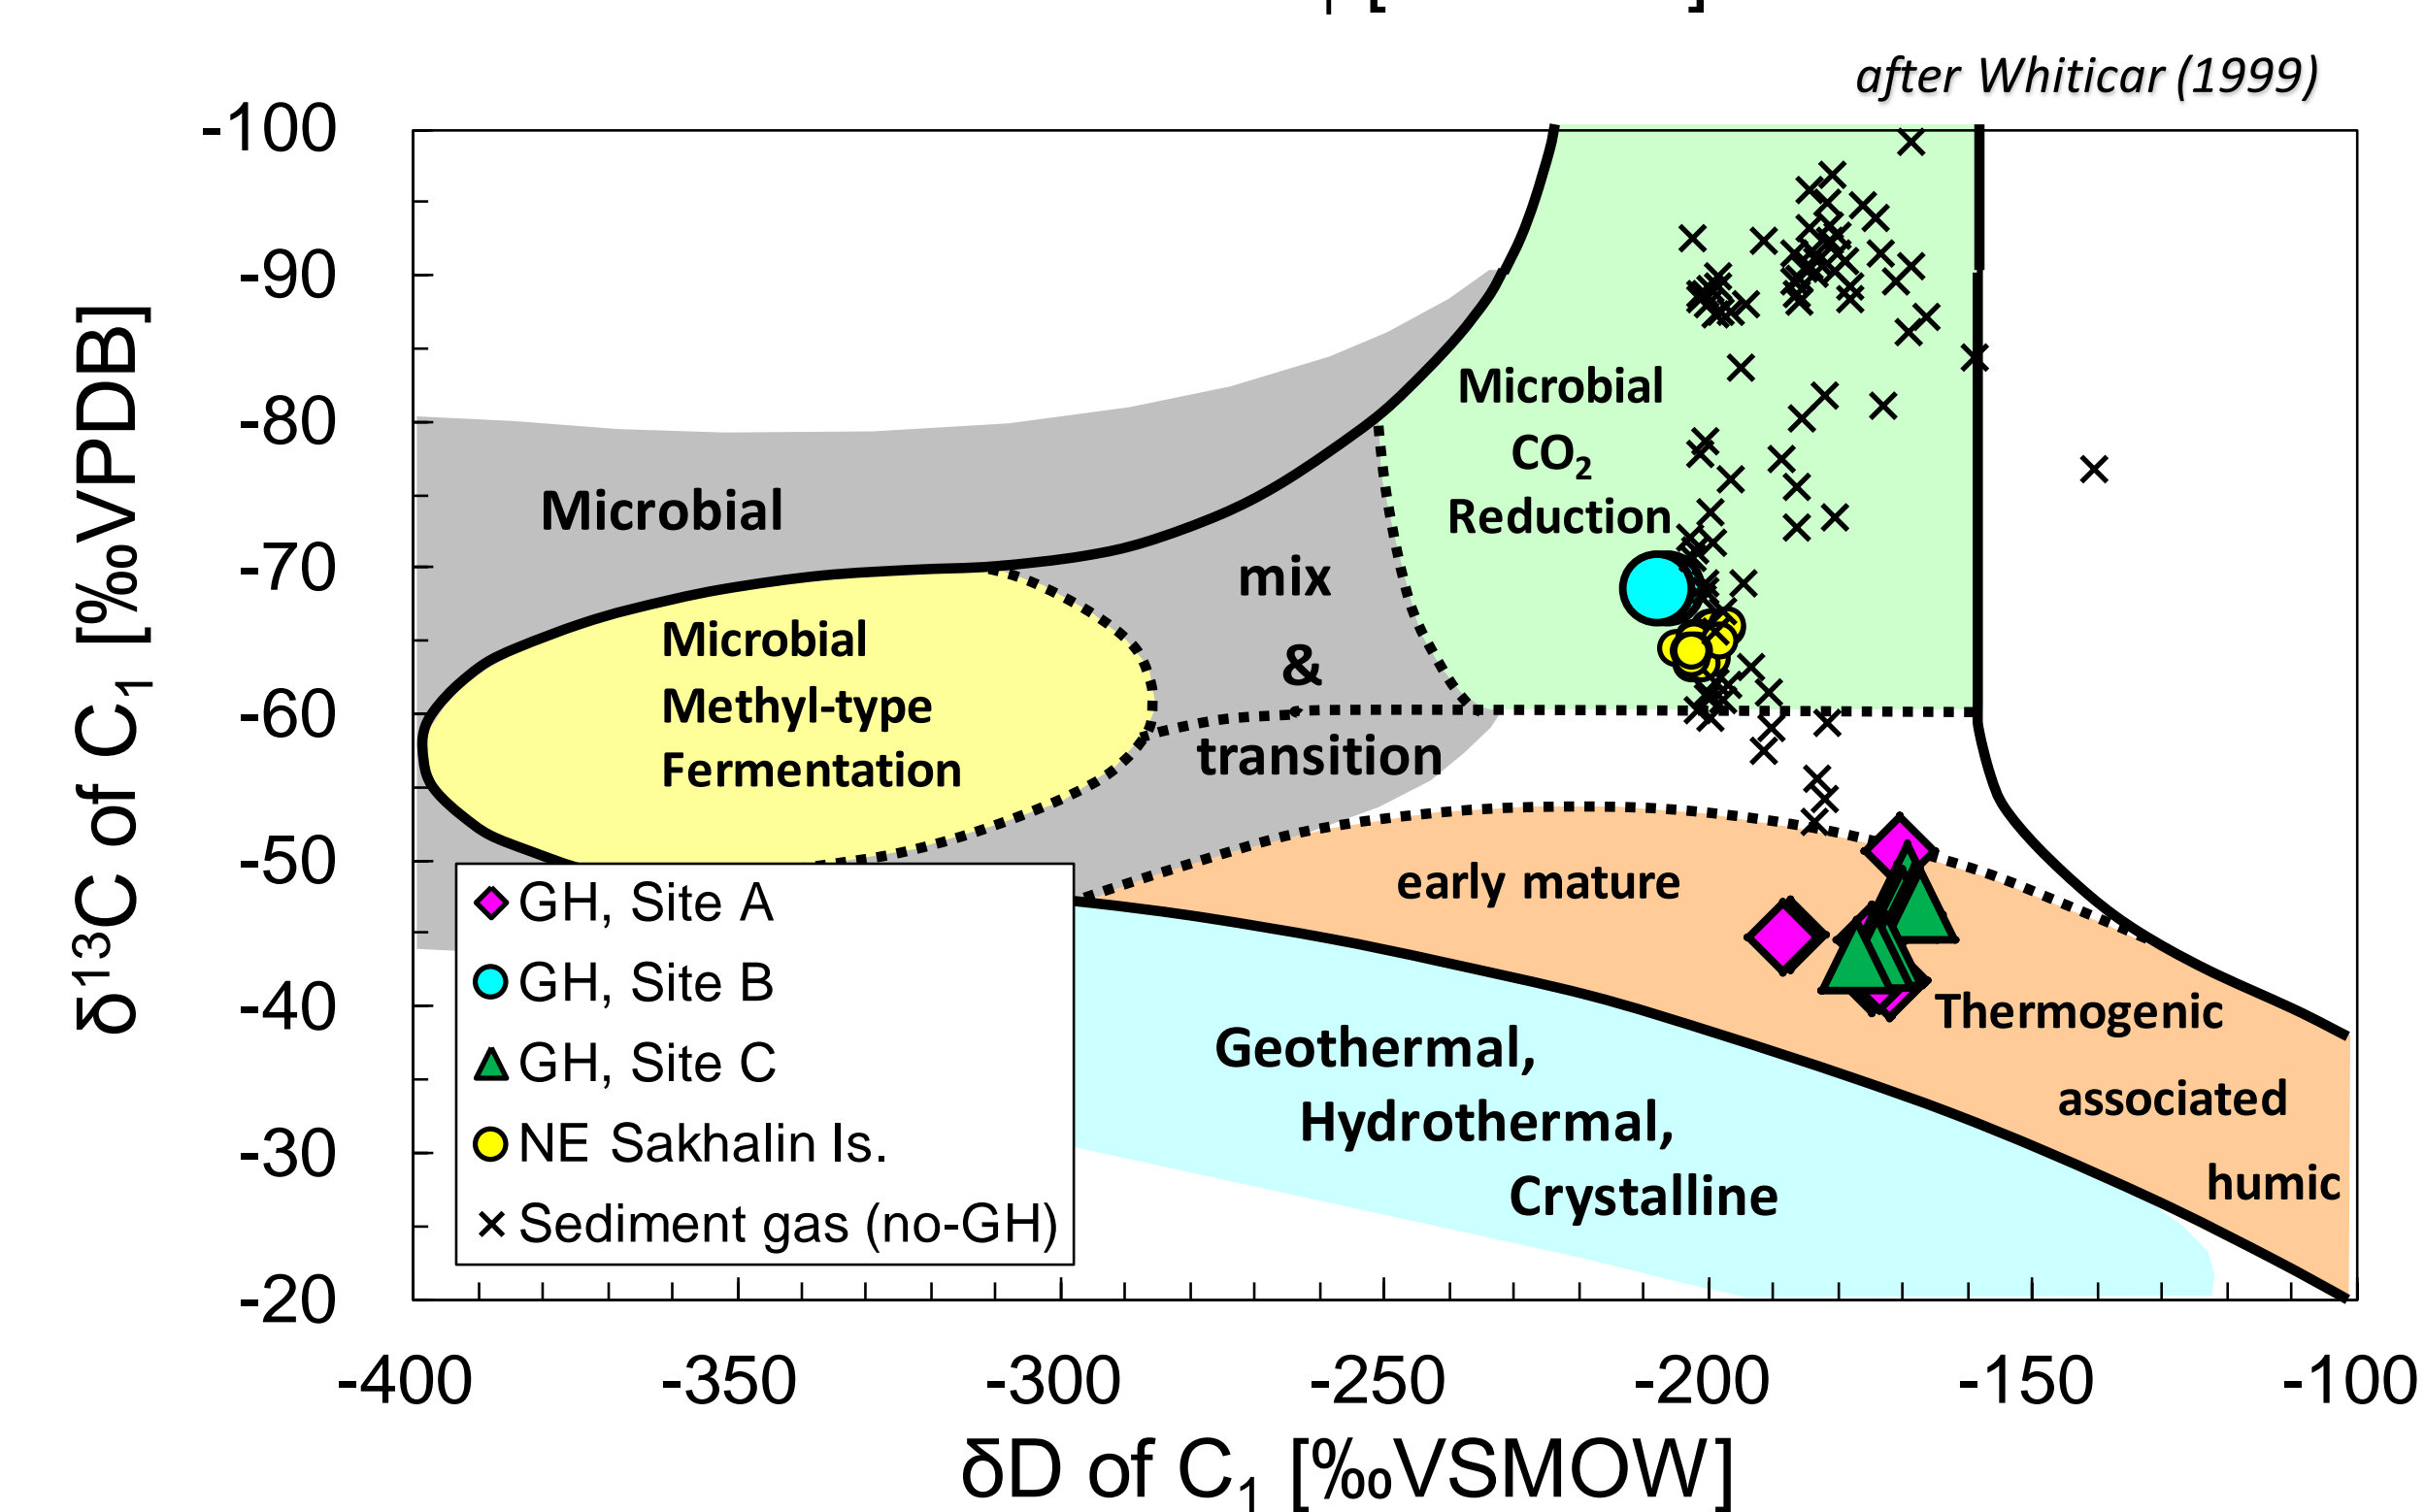 after Whiticar (1999)
-100
-90
-80
-70
-60
-50
-40
-30
-20
δ13C of C1 [‰VPDB]
Microbial
CO2
Reduction
Microbial
mix
&
transition
Microbial
Methyl-type
Fermentation
early mature
Thermogenic
associated
humic
Geothermal,
Hydrothermal,
Crystalline
GH, Site A
GH, Site B
GH, Site C
NE Sakhalin Is.
Sediment gas (no-GH)
-400 -350 -300 -250 -200 -150 -100
δD of C1 [‰VSMOW]